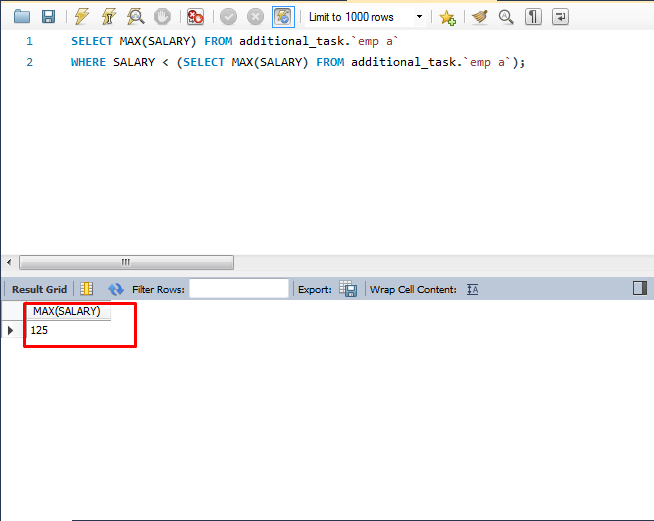 Limit to 1000 rows
1 SELECT MAX(SALARY) FROM additional_task.`emp a`
2 WHERE SALARY < (SELECT MAX(SALARY) FROM additional_task.`emp a`);
Result Grid Filter Rows: Export: Wrap Cell Content:
MAX(SALARY)
125